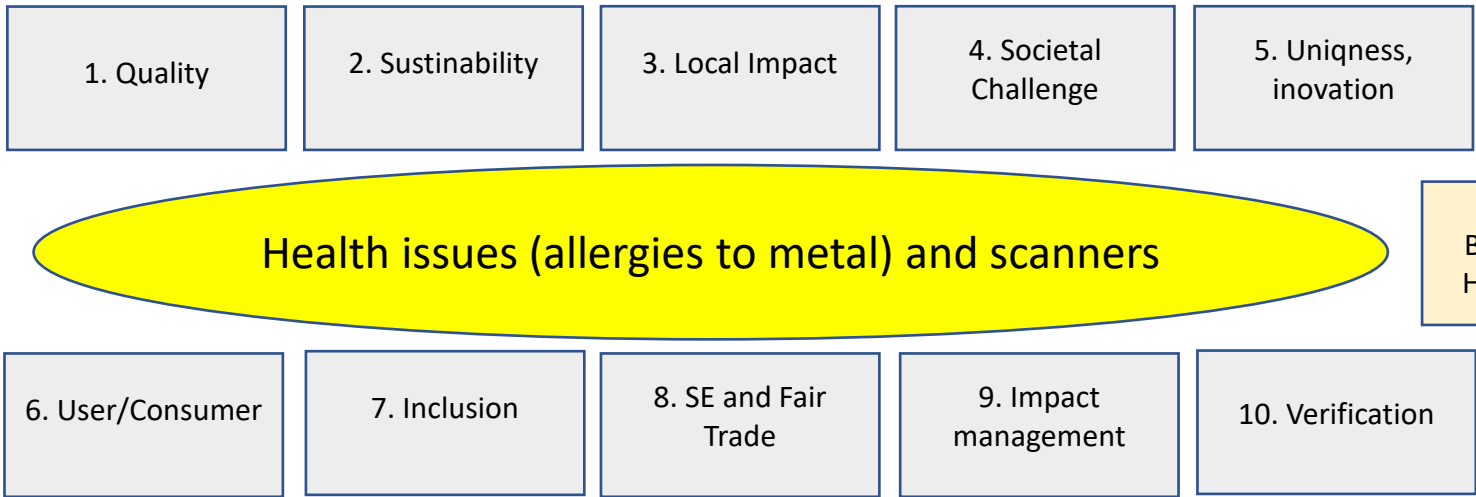 1. Quality
2. Sustinability
3. Local Impact
4. Societal
Challenge
5. Uniqness,
inovation
Health issues (allergies to metal) and scanners
6. User/Consumer
7. Inclusion
8. SE and Fair
Trade
9. Impact
management
10. Verification